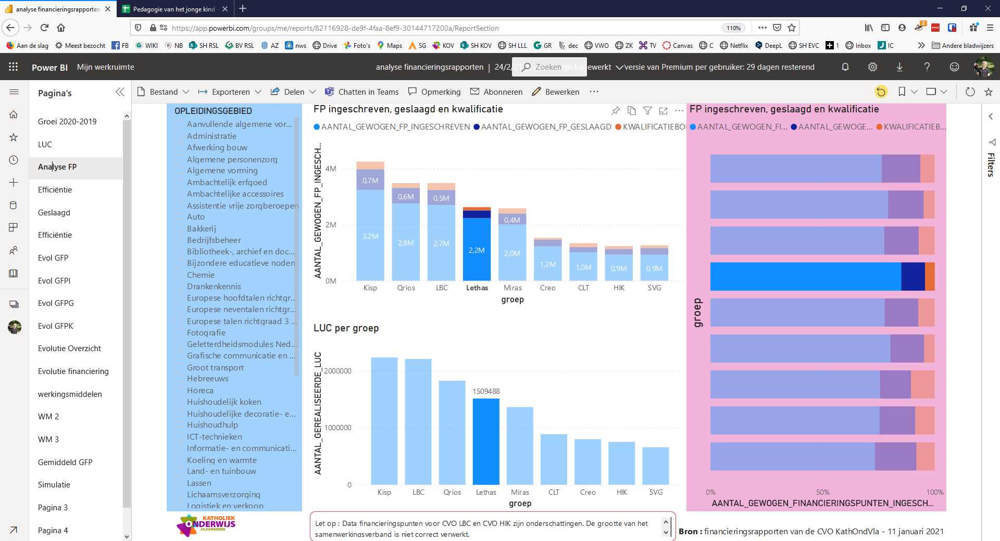 analyse financieringsrapporten
Pedagogie van het jonge kind
https://app.powerbi.com/groups/me/reports/82116928-de9f-4faa-8ef9-30144717200a/ReportSection
110%
Aan de slag
Meest bezocht
FB
WIKI
NB
SH RSL
BV RSL
AZ
nws
Drive
Foto's
Maps
SG
KOV
SH KOV
SH LLL
GR
dec
VWO
ZK
TV
Canvas
C
Netflix
DeepL
SH EVC
1
Inbox
IC
Andere bladwijzers
Power BI
Mijn werkruimte
analyse financieringsrapporten | 24/2/21
Zoeken
zijn bijgewerkt
versie van Premium per gebruiker: 29 dagen resterend
Pagina's
Bestand
Exporteren
Delen
Chatten in Teams
Opmerking
Abonneren
Bewerken
Groei 2020-2019
LUC
Analyse FP
Efficiëntie
Geslaagd
Efficiëntie
Evol GFP
Evol GFPI
Evol GFPG
Evol GFPK
Evolutie Overzicht
Evolutie financiering
werkingsmiddelen
WM 2
WM 3
Gemiddeld GFP
Simulatie
Pagina 3
Pagina 4
OPLEIDINGSGEBIED
Aanvullende algemene vor...
Administratie
Afwerking bouw
Algemene personenzorg
Algemene vorming
Ambachtelijk erfgoed
Ambachtelijke accessoires
Assistentie vrije zorgberoepen
Auto
Bakkerij
Bedrijfsbeheer
Bibliotheek-, archief en doc...
Bijzondere educatieve noden
Chemie
Drankenkennis
Europese hoofdtalen richtgr...
Europese neventalen richtgr...
Europese talen richtgraad 3 ...
Fotografie
Geletterdheidsmodules Ned...
Grafische communicatie en ...
Groot transport
Hebreeuws
Horeca
Huishoudelijk koken
Huishoudelijke decoratie- e...
Huishoudhulp
ICT-technieken
Informatie- en communicati...
Koeling en warmte
Land- en tuinbouw
Lassen
Lichaamsverzorging
Logistiek en verkoop
KATHOLIEK
ONDERWIJS
.VLAANDEREN
FP ingeschreven, geslaagd en kwalificatie
AANTAL_GEWOGEN_FP_INGESCHREVEN
AANTAL_GEWOGEN_FP_GESLAAGD
KWALIFICATIEBO
AANTAL_GEWOGEN_FP_INGESCH...
4M
2M
0M
0,7M
0,6M
0,5M
0,4M
3,2M
2,8M
2,7M
2,2M
2,0M
1,2M
1,0M
0,9M
0,9M
Kisp
Qrios
LBC
Lethas
Miras
Creo
CLT
HIK
SVG
groep
LUC per groep
AANTAL_GEREALISEERDE_LUC
2000000
1000000
0
1509488
Kisp
LBC
Qrios
Lethas
Miras
CLT
Creo
HIK
SVG
groep
Let op : Data financieringspunten voor CVO LBC en CVO HIK zijn onderschattingen. De grootte van het
samenwerkingsverband is niet correct verwerkt.
FP ingeschreven, geslaagd en kwalificatie
AANTAL_GEWOGEN_FI...
AANTAL_GEWOGE...
KWALIFICATIEB...
groep
0%
50%
100%
AANTAL_GEWOGEN_FINANCIERINGSPUNTEN_INGESCH...
Bron : financieringsrapporten van de CVO KathOndVla - 11 januari 2021
Filters
2